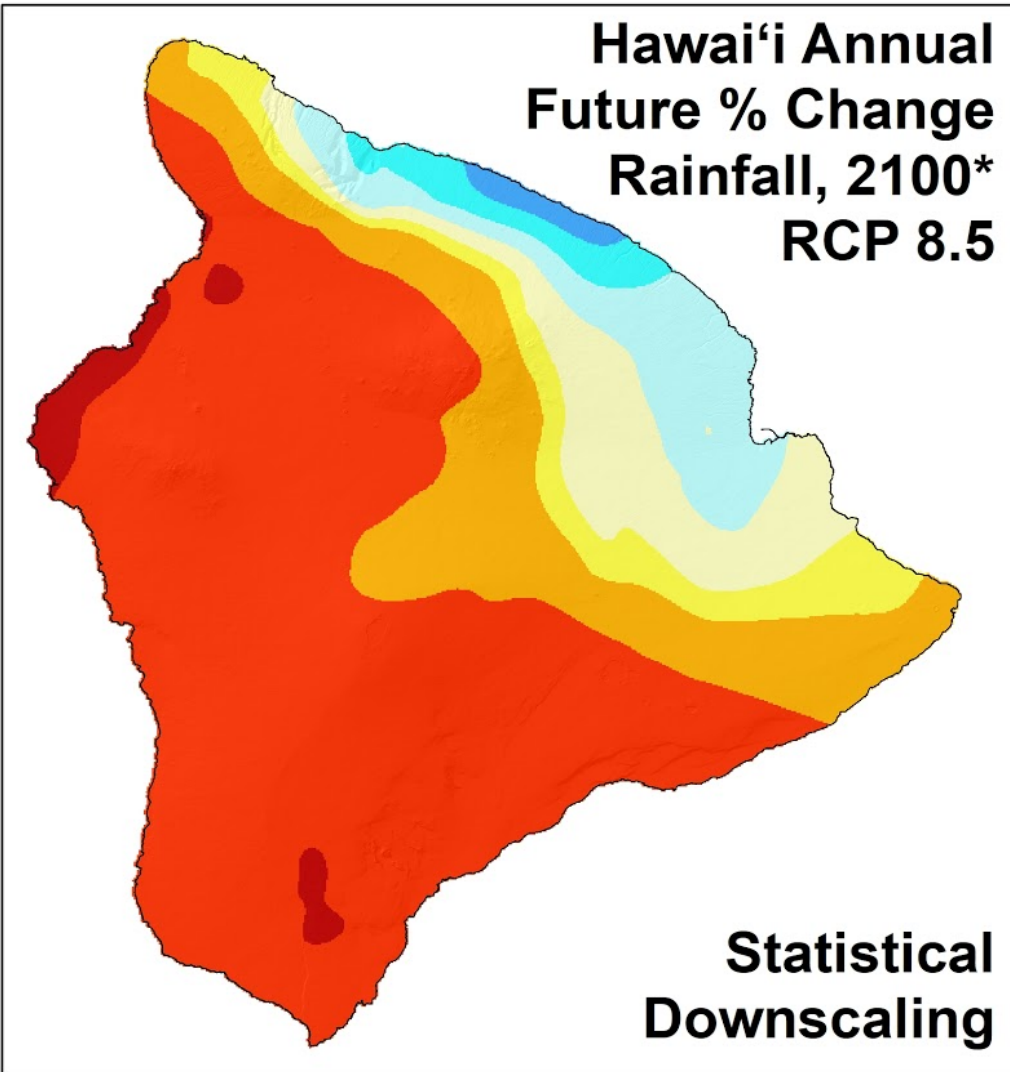 Hawai‘i Annual
Future % Change
Rainfall, 2100*
RCP 8.5
Statistical
Downscaling